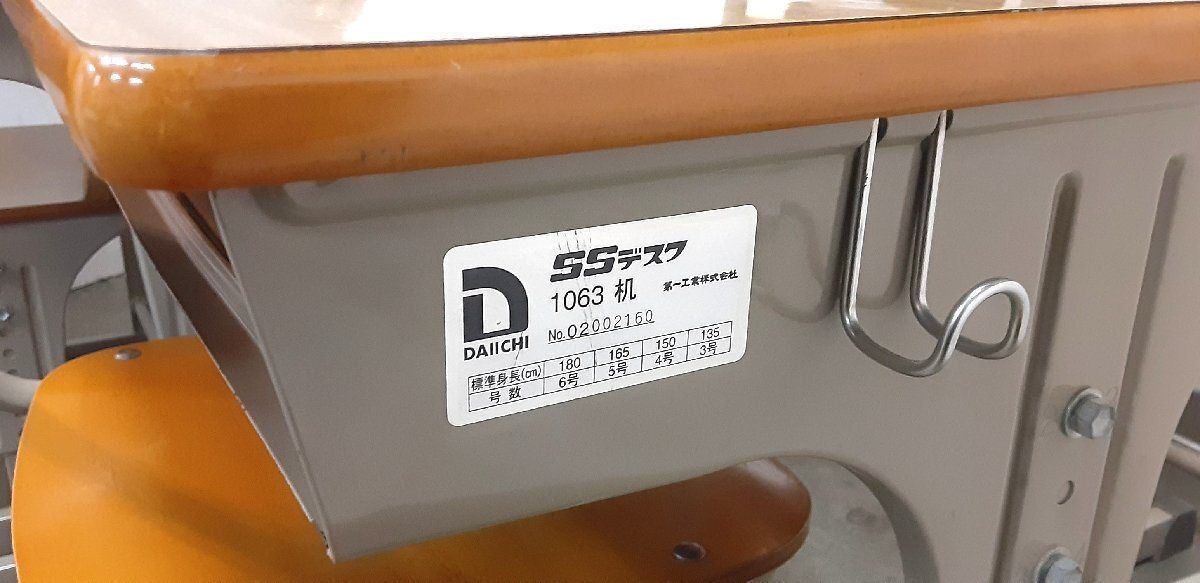 SSデスク
1063 机 第一工業株式会社
No. 02002160
DAIICHI
標準身長(cm) 180 165 150 135
号数 6号 5号 4号 3号